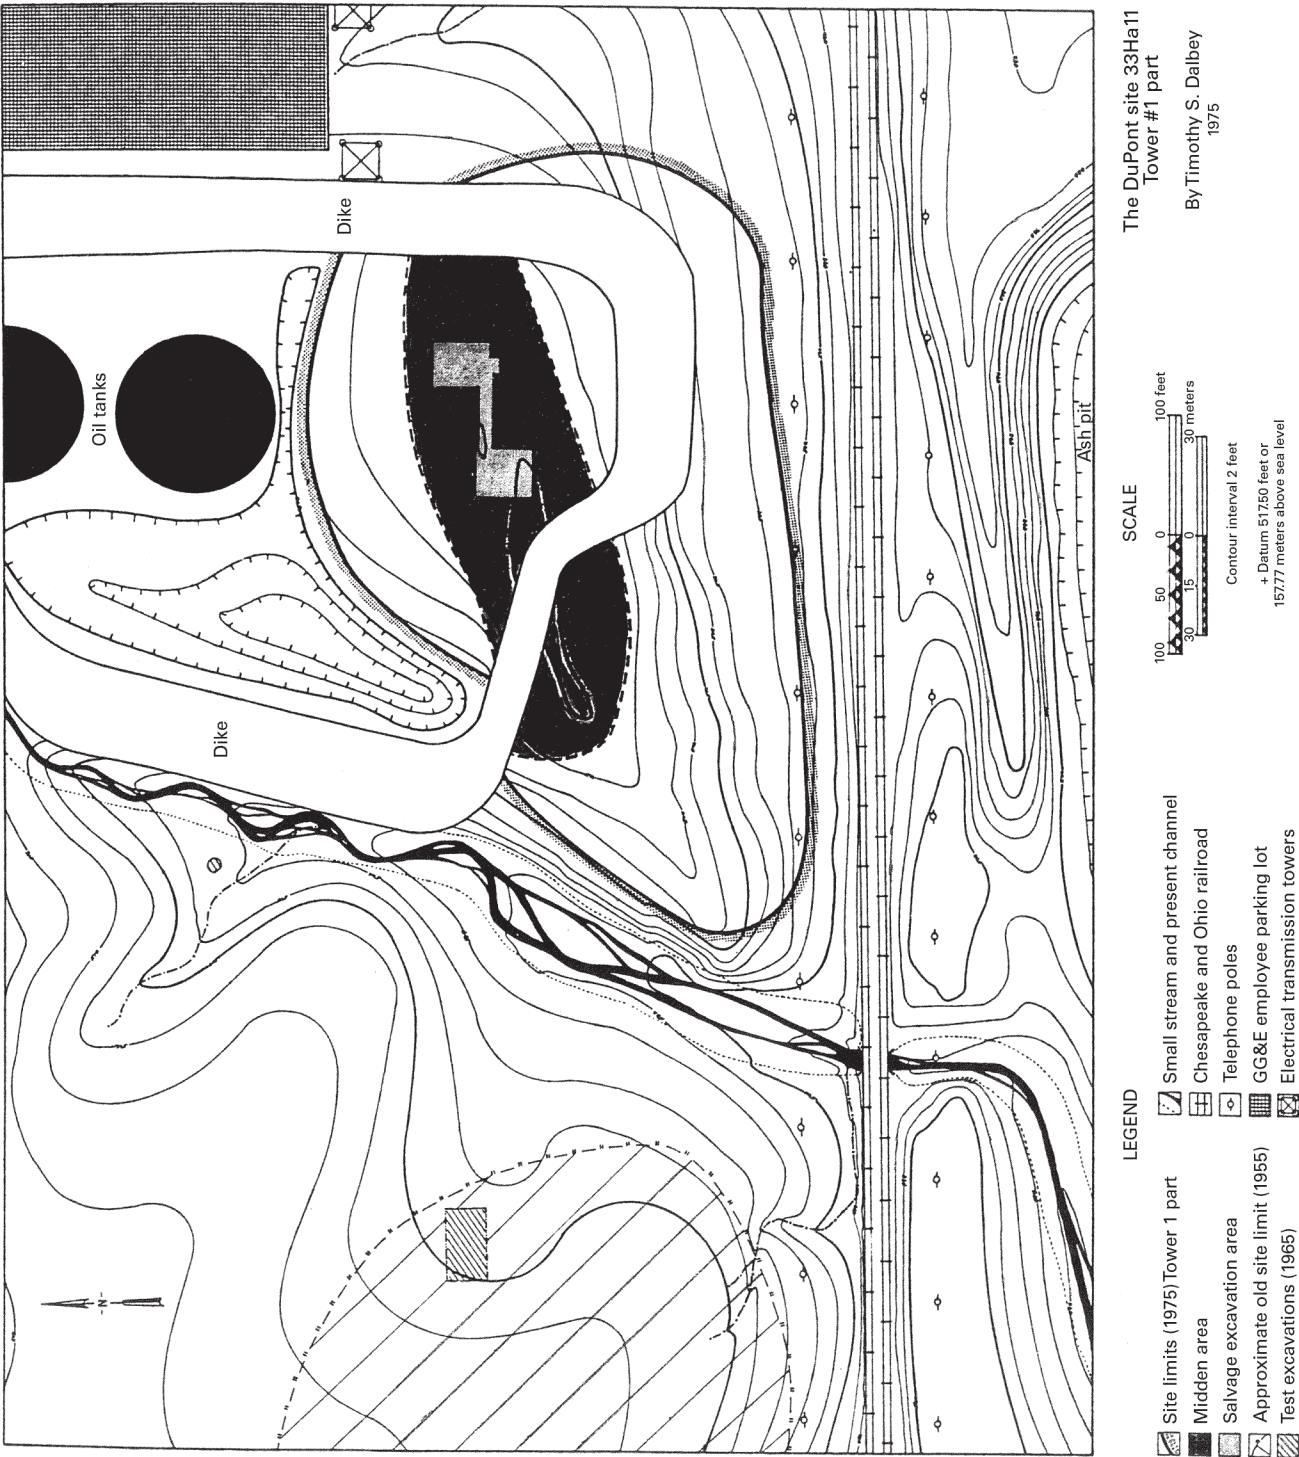 Oil tanks
Dike
Dike
Ash pit
N
The DuPont site 33Ha11
Tower #1 part
By Timothy S. Dalbey
1975
SCALE
100 50 0 100 feet
30 15 0 30 meters
Contour interval 2 feet
+ Datum 517.50 feet or
157.77 meters above sea level
LEGEND
Site limits (1975) Tower 1 part
Midden area
Salvage excavation area
Approximate old site limit (1955)
Test excavations (1965)
Small stream and present channel
Chesapeake and Ohio railroad
Telephone poles
GG&E employee parking lot
Electrical transmission towers